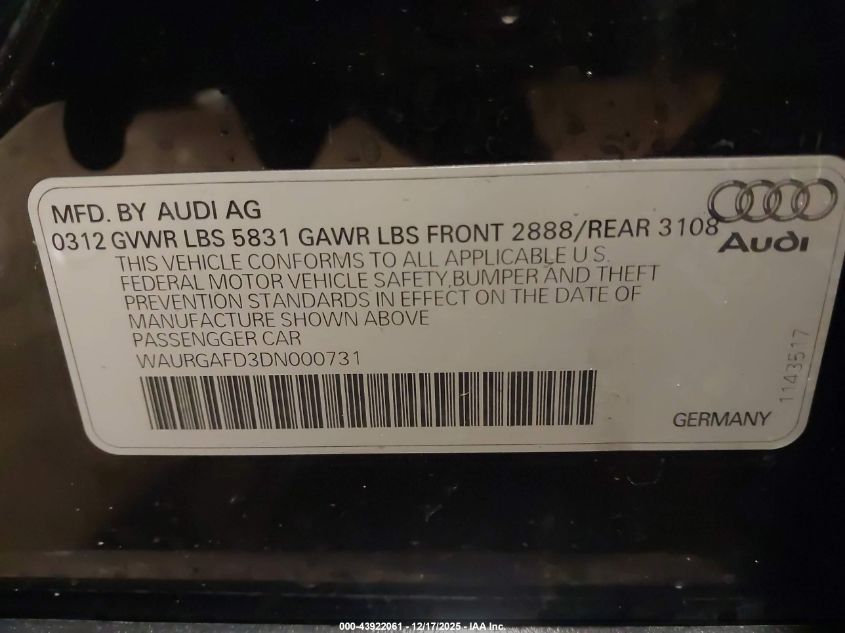 MFD. BY AUDI AG
0312 GVWR LBS 5831 GAWR LBS FRONT 2888/REAR 3108
Audi
THIS VEHICLE CONFORMS TO ALL APPLICABLE U S.
FEDERAL MOTOR VEHICLE SAFETY,BUMPER AND THEFT
PREVENTION STANDARDS IN EFFECT ON THE DATE OF
MANUFACTURE SHOWN ABOVE
PASSENGGER CAR
WAURGAFD3DN000731
1143517
GERMANY
000-43922061 - 12/17/2025 - IAA Inc.